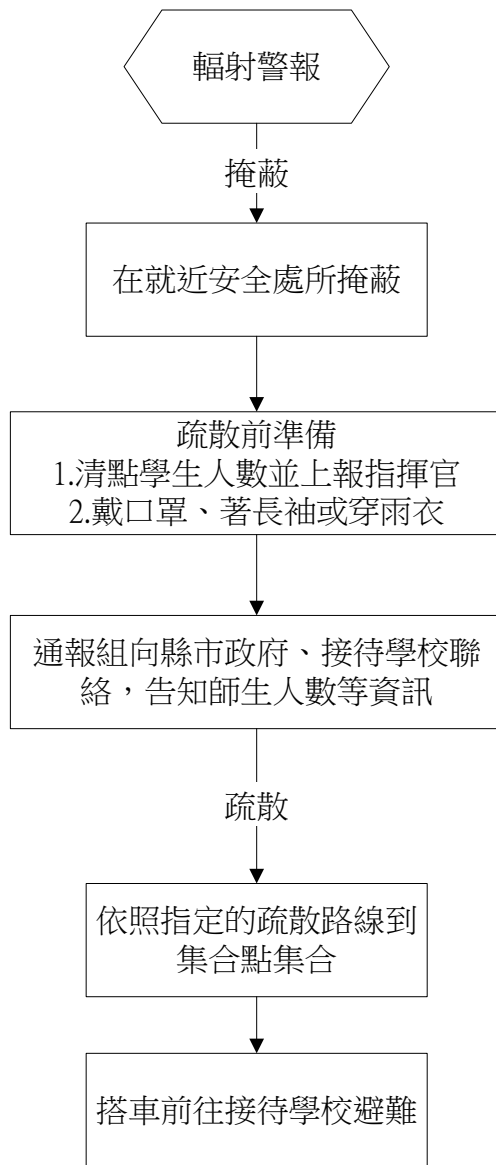 輻射警報
掩蔽
在就近安全處所掩蔽
疏散前準備
1.清點學生人數並上報指揮官
2.戴口罩、著長袖或穿雨衣
通報組向縣市政府、接待學校聯
絡，告知師生人數等資訊
疏散
依照指定的疏散路線到
集合點集合
搭車前往接待學校避難